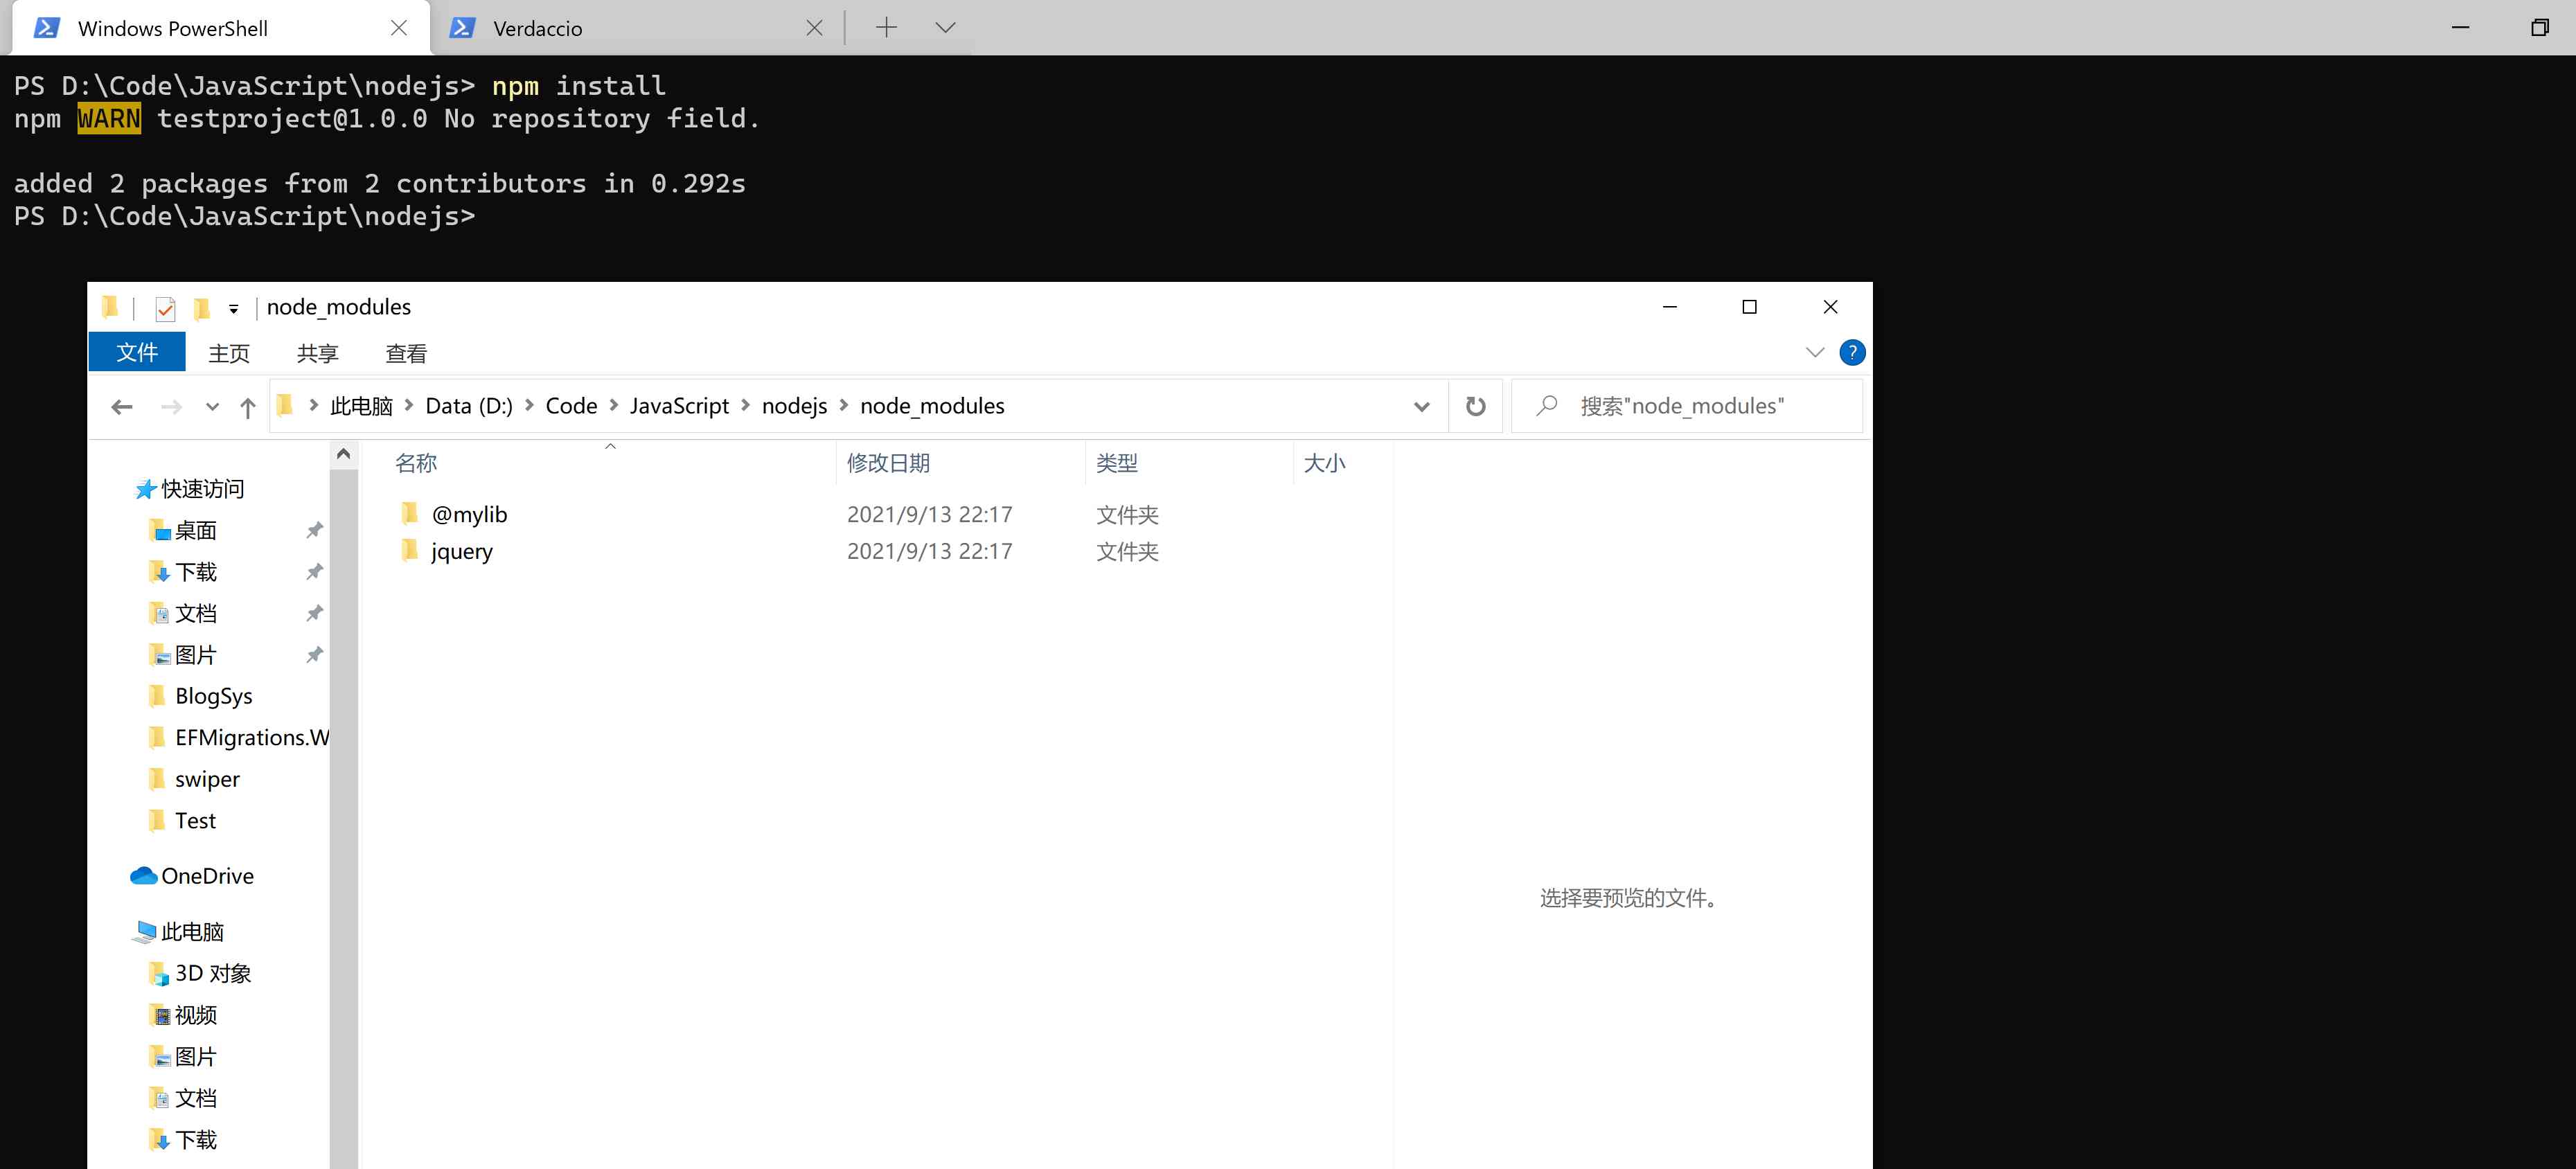 Windows PowerShell
Verdaccio
PS D:\Code\JavaScript\nodejs> npm install
npm WARN testproject@1.0.0 No repository field.
added 2 packages from 2 contributors in 0.292s
PS D:\Code\JavaScript\nodejs>
node_modules
文件 主页 共享 查看
此电脑 Data (D:) Code JavaScript nodejs node_modules
搜索"node_modules"
名称 修改日期 类型 大小
@mylib 2021/9/13 22:17 文件夹
jquery 2021/9/13 22:17 文件夹
快速访问
桌面
下载
文档
图片
BlogSys
EFMigrations.W
swiper
Test
OneDrive
此电脑
3D 对象
视频
图片
文档
下载
选择要预览的文件。